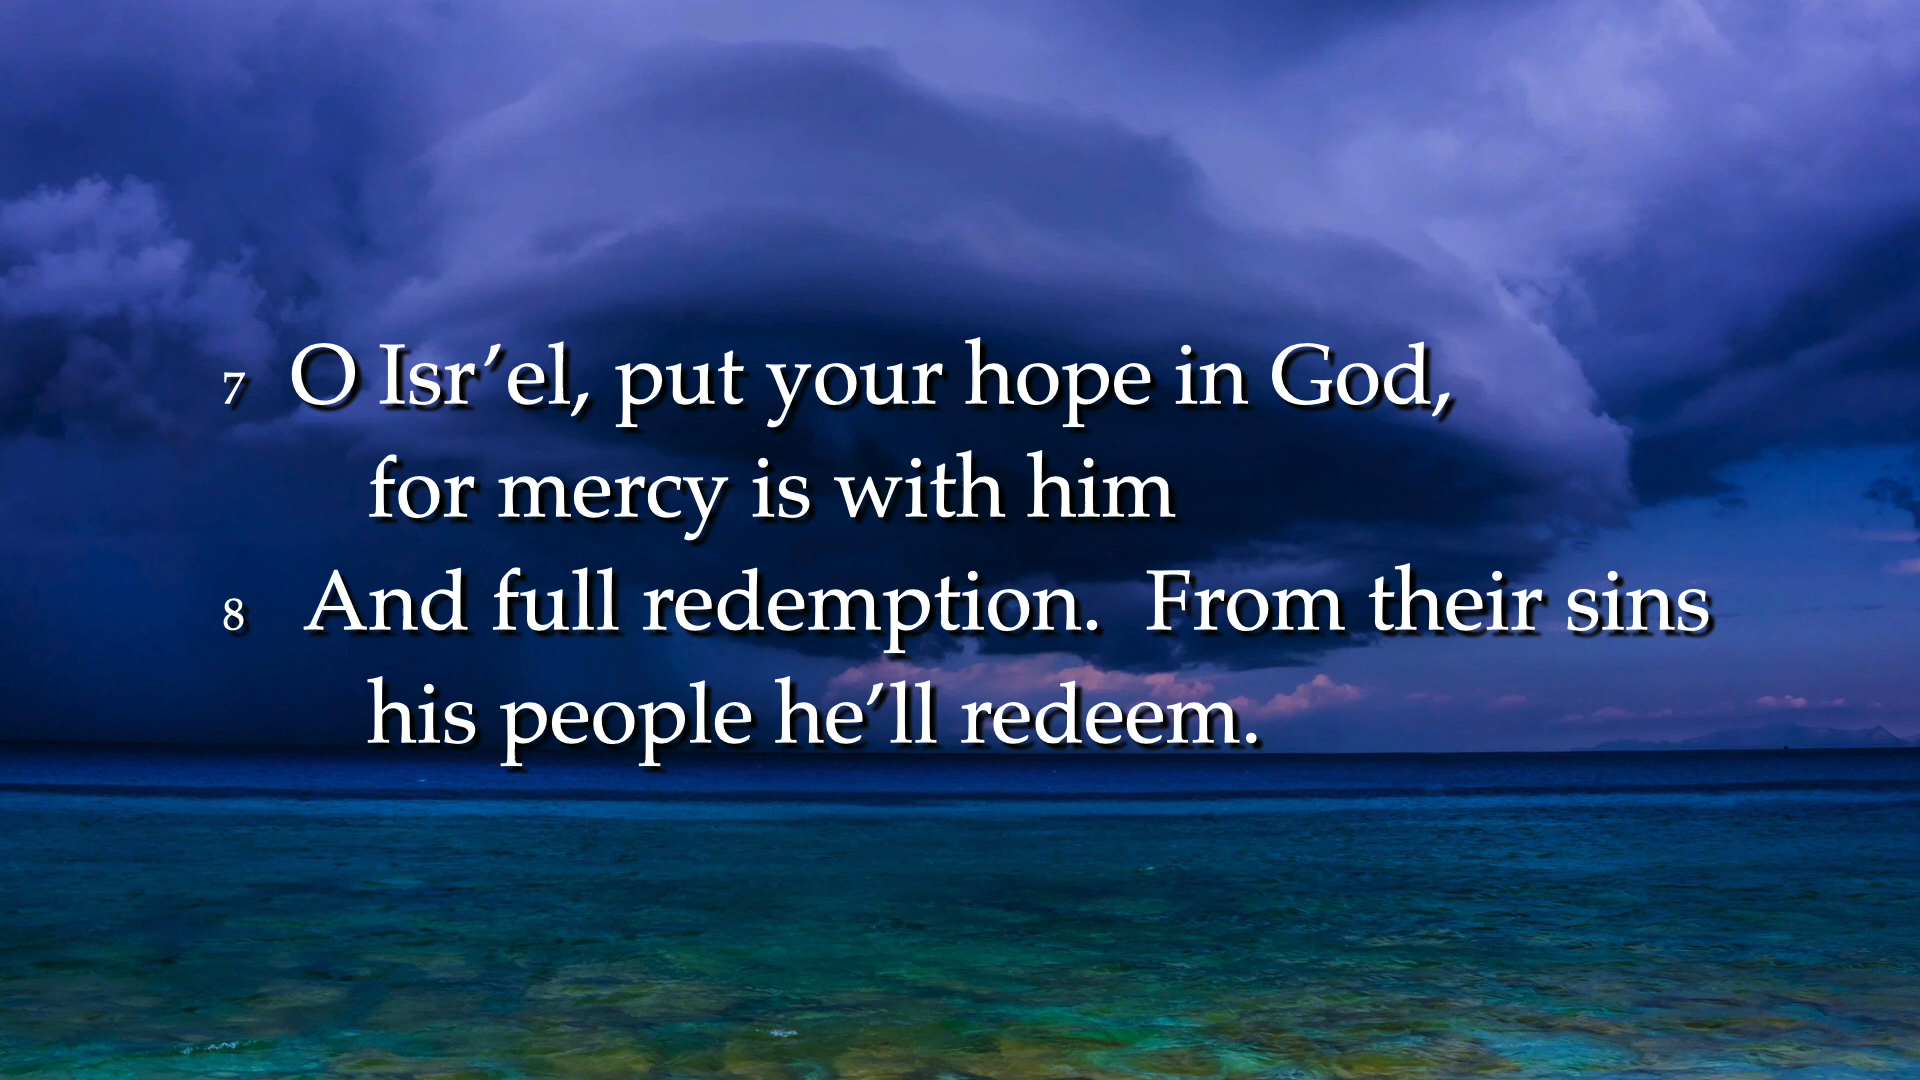 7 O Isr’el, put your hope in God,
for mercy is with him
8 And full redemption. From their sins
his people he’ll redeem.